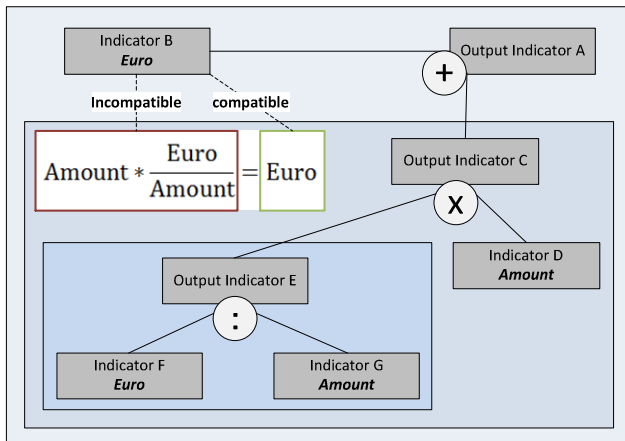 Indicator B
Euro
Output Indicator A
+
Incompatible
compatible
Amount * Euro/Amount = Euro
Output Indicator C
X
Indicator D
Amount
Output Indicator E
:
Indicator F
Euro
Indicator G
Amount